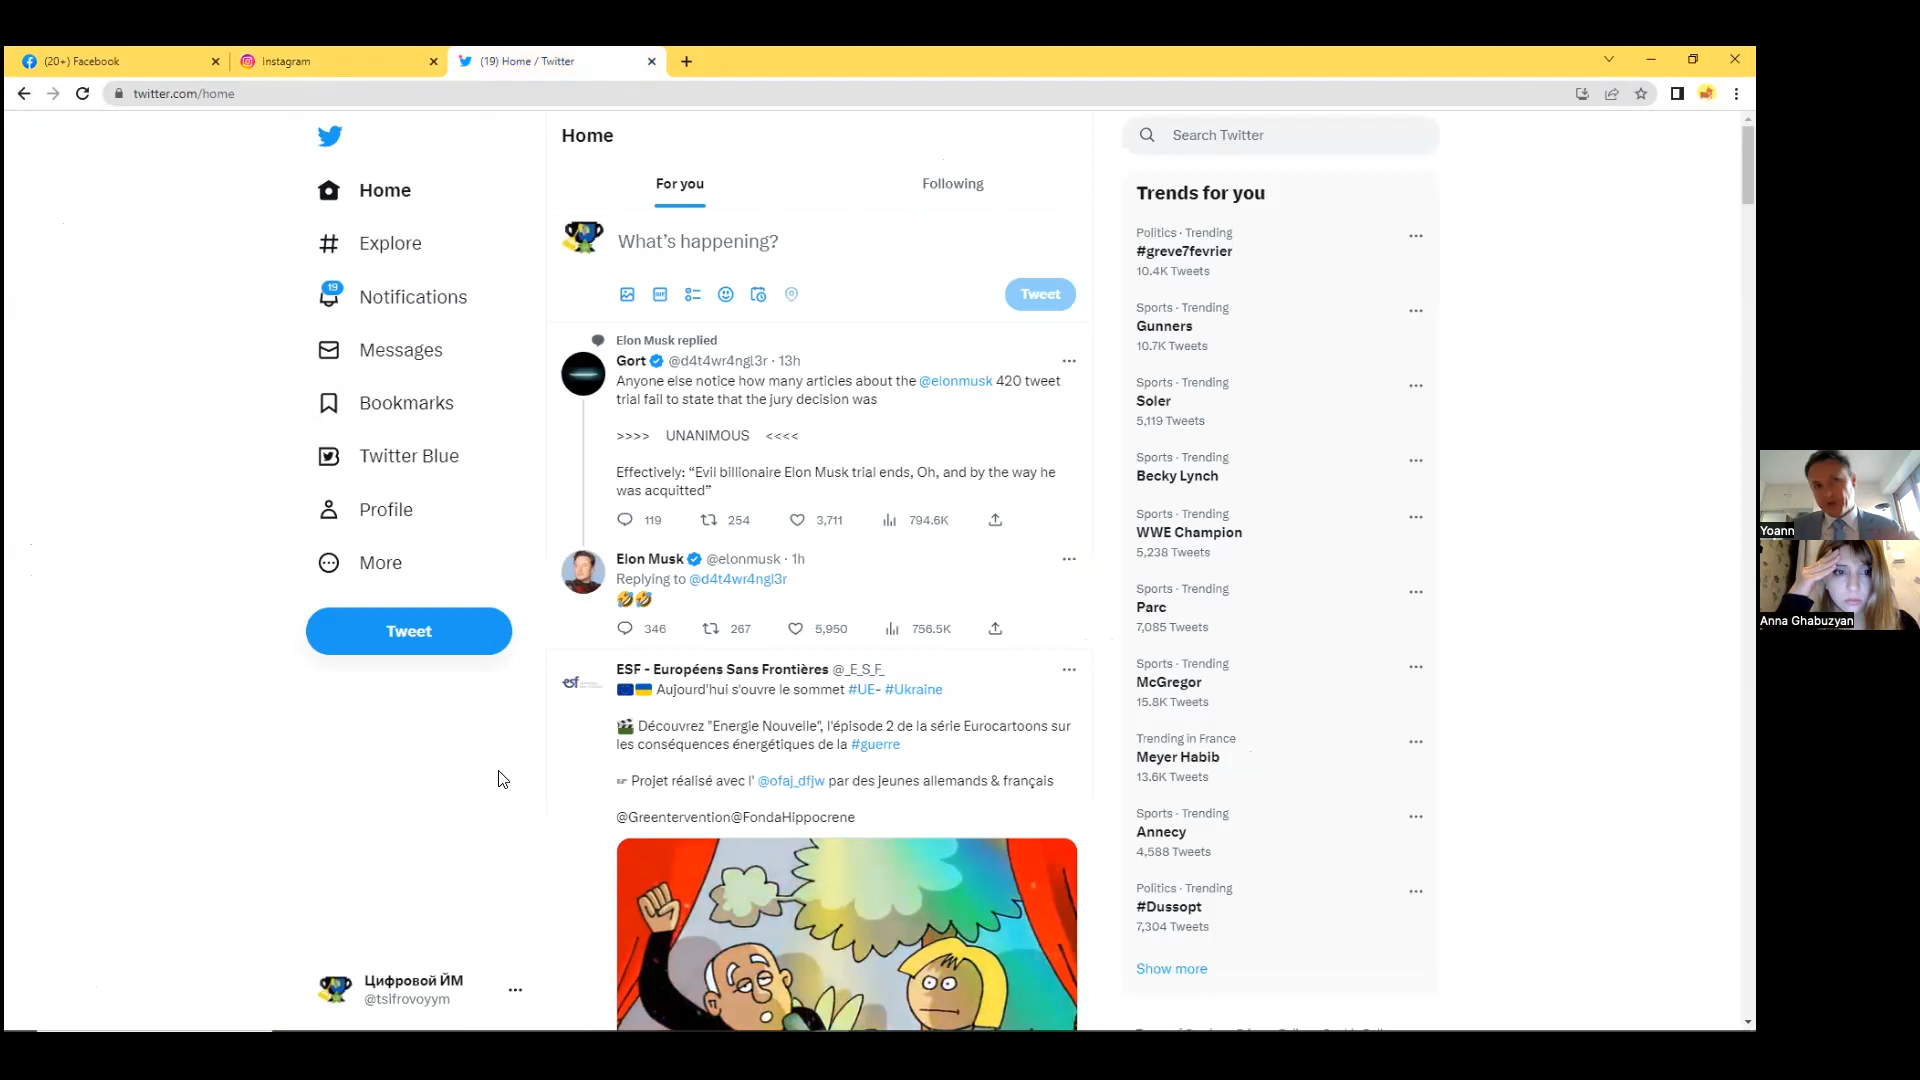 (20+) Facebook
Instagram
(19) Home / Twitter
twitter.com/home
Home
Explore
19
Notifications
Messages
Bookmarks
Twitter Blue
Profile
More
Tweet
Цифровой ЙМ
@tsifrovoyym
Home
For you
Following
What's happening?
GIF
Tweet
Elon Musk replied
Gort @d4t4wr4ngl3r · 13h
Anyone else notice how many articles about the @elonmusk 420 tweet
trial fail to state that the jury decision was
>>>> UNANIMOUS <<<<
Effectively: “Evil billionaire Elon Musk trial ends, Oh, and by the way he
was acquitted”
119 254 3,711 794.6K
Elon Musk @elonmusk · 1h
Replying to @d4t4wr4ngl3r
🤣🤣
346 267 5,950 756.5K
esf
ESF - Européens Sans Frontières @_E_S_F_
🇪🇺🇺🇦 Aujourd'hui s'ouvre le sommet #UE- #Ukraine
🎬 Découvrez "Energie Nouvelle", l'épisode 2 de la série Eurocartoons sur
les conséquences énergétiques de la #guerre
☞ Projet réalisé avec l' @ofaj_dfjw par des jeunes allemands & français
@Greentervention@FondaHippocrene
Search Twitter
Trends for you
Politics · Trending
#greve7fevrier
10.4K Tweets
Sports · Trending
Gunners
10.7K Tweets
Sports · Trending
Soler
5,119 Tweets
Sports · Trending
Becky Lynch
Sports · Trending
WWE Champion
5,238 Tweets
Sports · Trending
Parc
7,085 Tweets
Sports · Trending
McGregor
15.8K Tweets
Trending in France
Meyer Habib
13.6K Tweets
Sports · Trending
Annecy
4,588 Tweets
Politics · Trending
#Dussopt
7,304 Tweets
Show more
Yoann
Anna Ghabuzyan